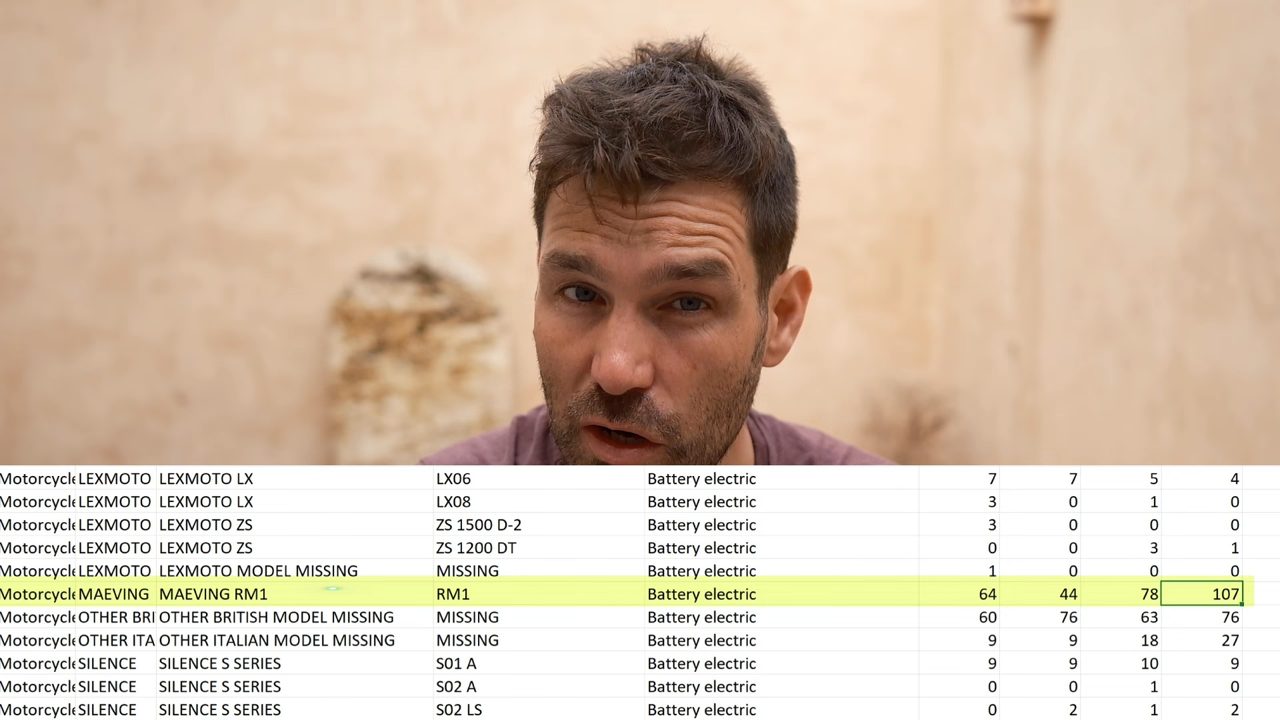 Motorcycle LEXMOTO LEXMOTO LX LX06 Battery electric 7 7 5 4
Motorcycle LEXMOTO LEXMOTO LX LX08 Battery electric 3 0 1 0
Motorcycle LEXMOTO LEXMOTO ZS ZS 1500 D-2 Battery electric 3 0 0 0
Motorcycle LEXMOTO LEXMOTO ZS ZS 1200 DT Battery electric 0 0 3 1
Motorcycle LEXMOTO LEXMOTO MODEL MISSING MISSING Battery electric 1 0 0 0
Motorcycle MAEVING MAEVING RM1 RM1 Battery electric 64 44 78 107
Motorcycle OTHER BRI OTHER BRITISH MODEL MISSING MISSING Battery electric 60 76 63 76
Motorcycle OTHER ITA OTHER ITALIAN MODEL MISSING MISSING Battery electric 9 9 18 27
Motorcycle SILENCE SILENCE S SERIES S01 A Battery electric 9 9 10 9
Motorcycle SILENCE SILENCE S SERIES S02 A Battery electric 0 0 1 0
Motorcycle SILENCE SILENCE S SERIES S02 LS Battery electric 0 2 1 2